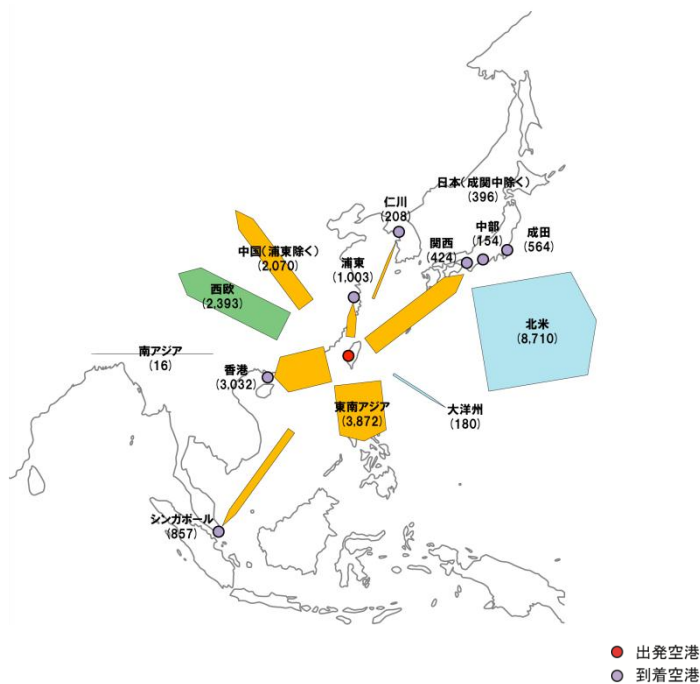 日本(成関中除く)
(396)
仁川
(208)
中部
(154)
成田
(564)
関西
(424)
中国(浦東除く)
(2,070)
浦東
(1,003)
西欧
(2,393)
北米
(8,710)
南アジア
(16)
香港
(3,032)
東南アジア
(3,872)
大洋州
(180)
シンガポール
(857)
出発空港
到着空港